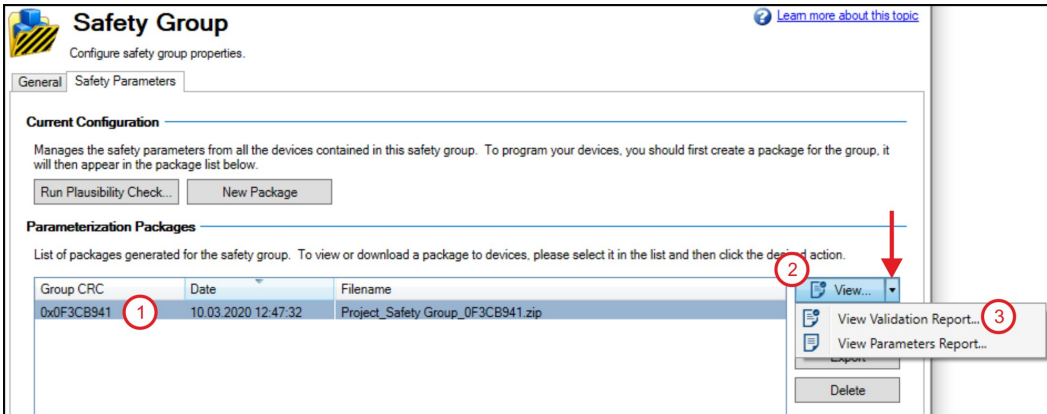 Safety Group
Learn more about this topic
Configure safety group properties.
General Safety Parameters
Current Configuration
Manages the safety parameters from all the devices contained in this safety group. To program your devices, you should first create a package for the group, it
will then appear in the package list below.
Run Plausibility Check... New Package
Parameterization Packages
List of packages generated for the safety group. To view or download a package to devices, please select it in the list and then click the desired action.
2
Group CRC Date Filename View...
0x0F3CB941 1 10.03.2020 12:47:32 Project_Safety Group_0F3CB941.zip
View Validation Report... 3
View Parameters Report...
Export
Delete